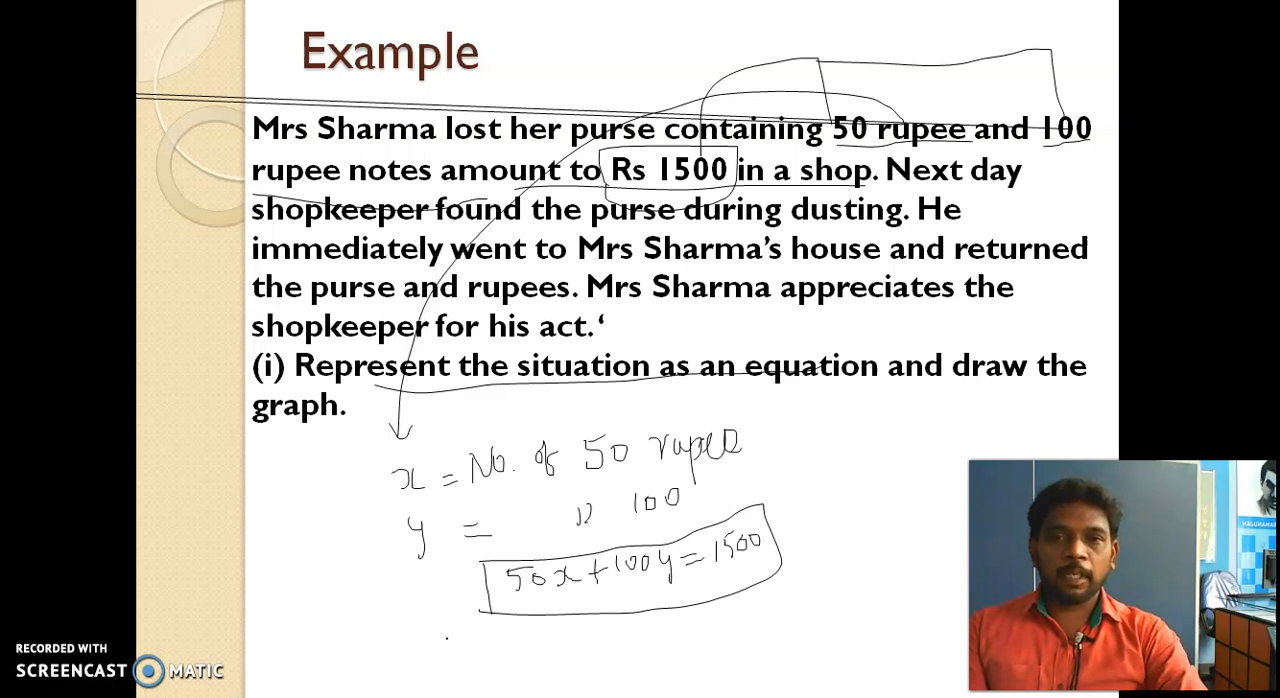 Example
Mrs Sharma lost her purse containing 50 rupee and 100
rupee notes amount to Rs 1500 in a shop. Next day
shopkeeper found the purse during dusting. He
immediately went to Mrs Sharma’s house and returned
the purse and rupees. Mrs Sharma appreciates the
shopkeeper for his act.‘
(i) Represent the situation as an equation and draw the
graph.
x = No. of 50 rupees
y = " 100
50x + 100y = 1500
RECORDED WITH
SCREENCAST MATIC